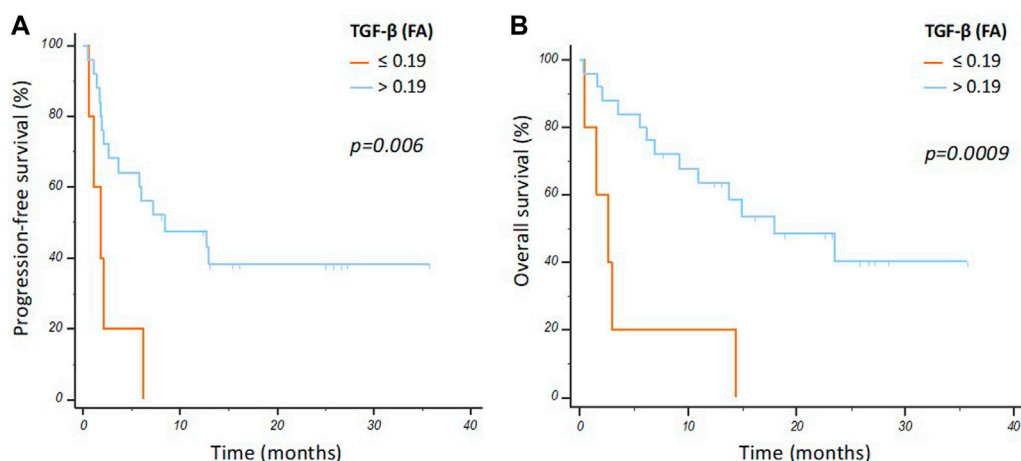 A
TGF-β (FA)
≤ 0.19
> 0.19
p=0.006
Progression-free survival (%)
100
80
60
40
20
0
0 10 20 30 40
Time (months)
B
TGF-β (FA)
≤ 0.19
> 0.19
p=0.0009
Overall survival (%)
100
80
60
40
20
0
0 10 20 30 40
Time (months)